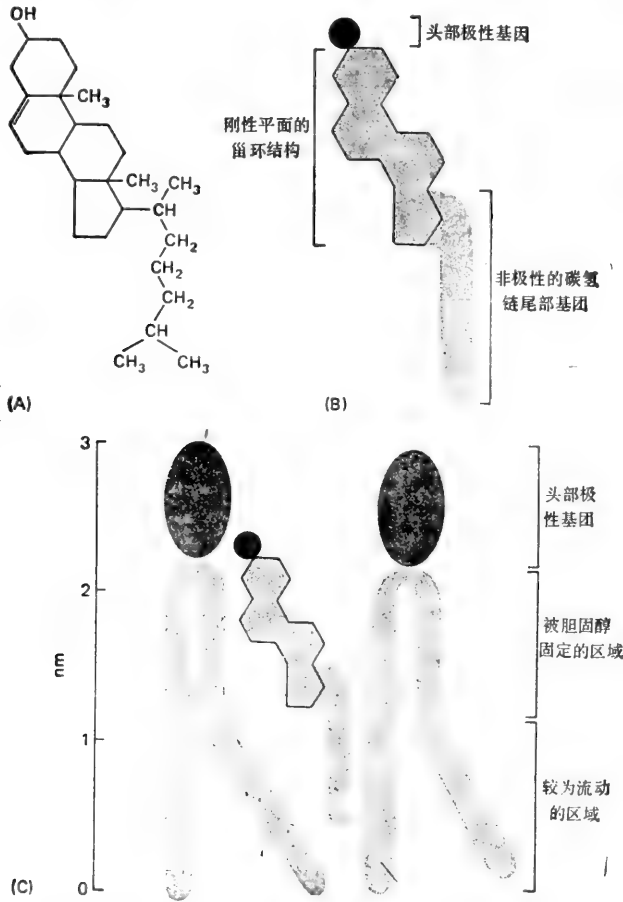 OH
CH₃
CH₃
CH₃
CH
CH₂
CH₂
CH₂
CH
CH₃
CH₃
(A)
头部极性基因
刚性平面的
甾环结构
非极性的碳氢
链尾部基团
(B)
3
2
1
0
nm
头部极
性基团
被胆固醇
固定的区域
较为流动
的区域
(C)